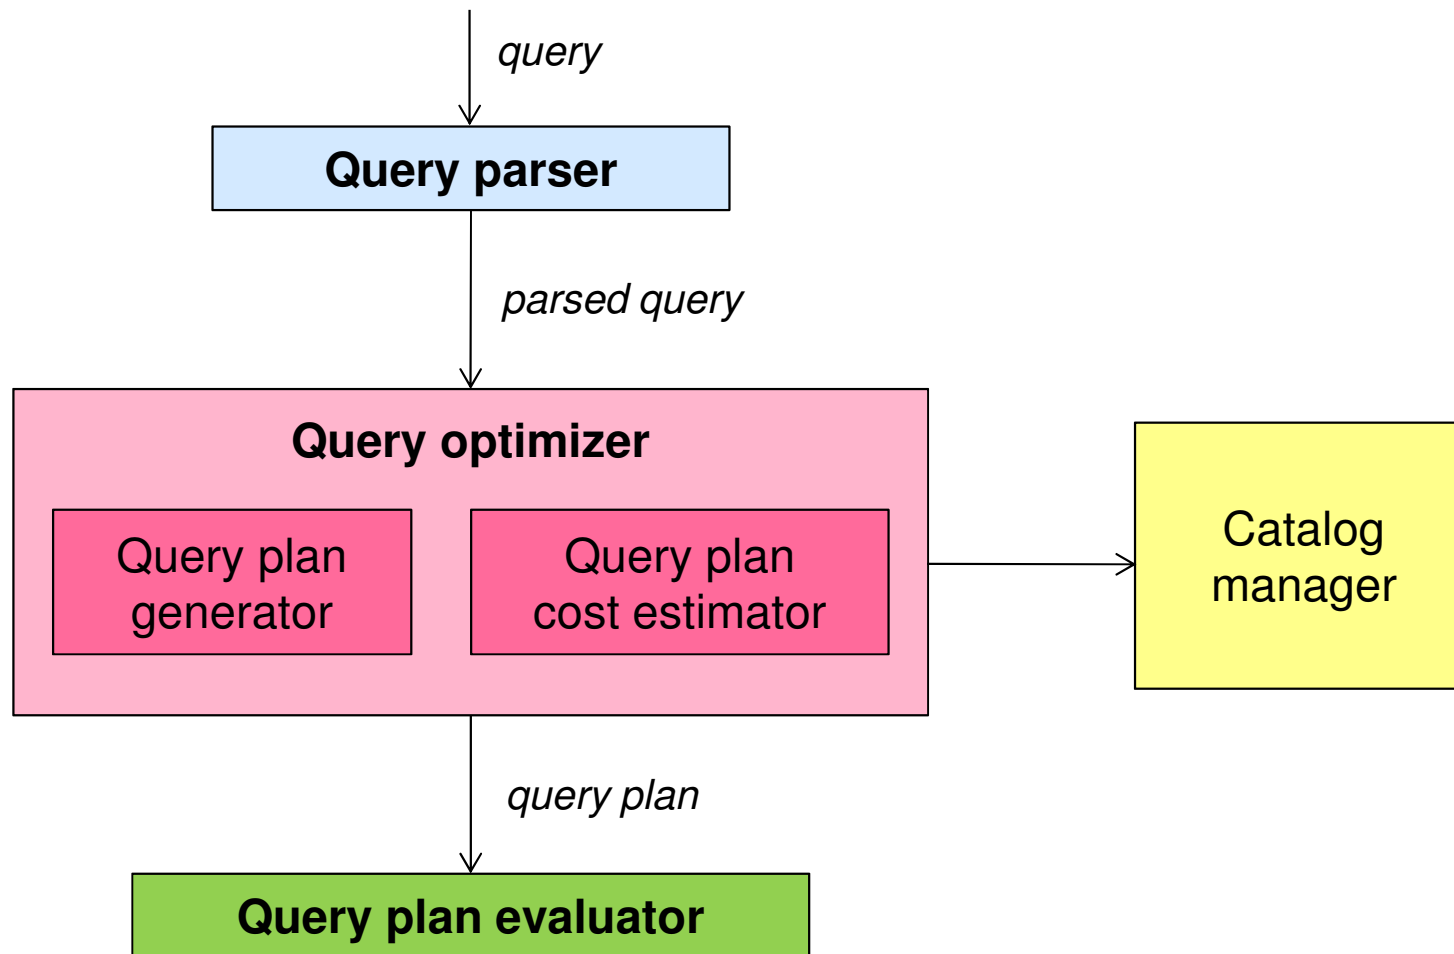 query
Query parser
parsed query
Query optimizer
Query plan
generator
Query plan
cost estimator
Catalog
manager
query plan
Query plan evaluator